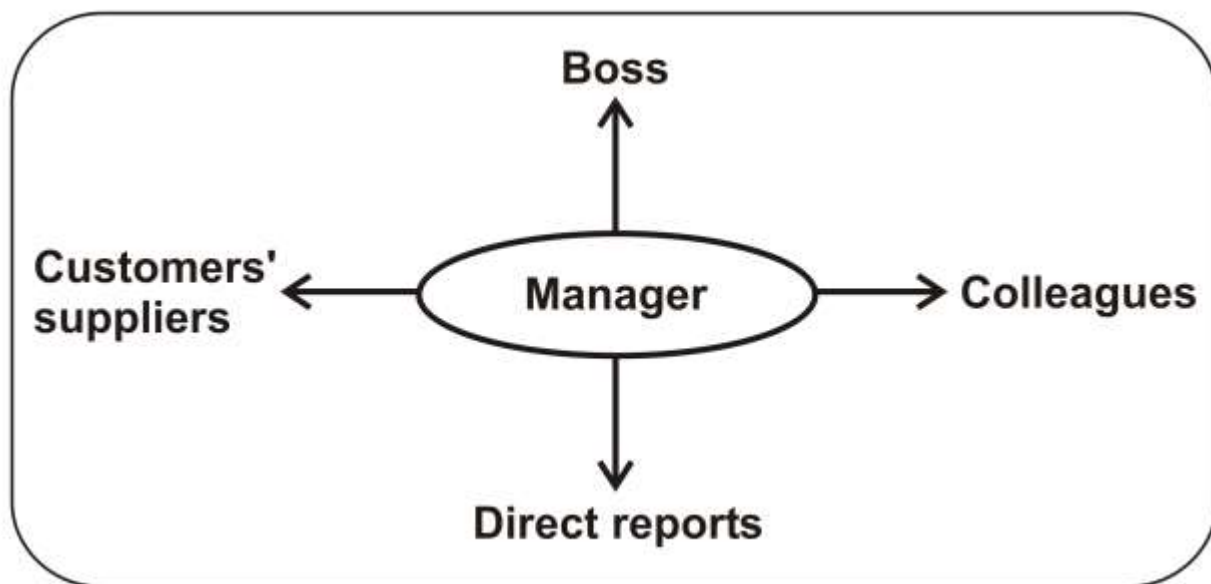 Boss
Customers'
suppliers
Manager
Colleagues
Direct reports